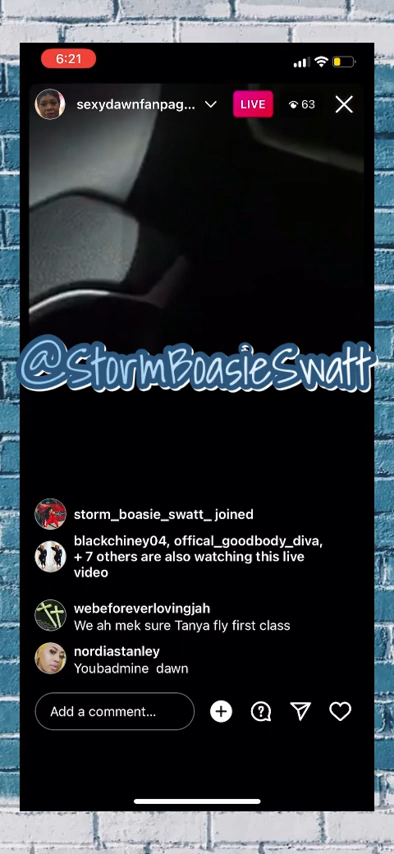 6:21
sexydawnfanpag...
LIVE
63
@StormBoasieSwatt
storm_boasie_swatt_ joined
blackchiney04, offical_goodbody_diva,
+ 7 others are also watching this live
video
webeforeverlovingjah
We ah mek sure Tanya fly first class
nordiastanley
Youbadmine dawn
Add a comment...